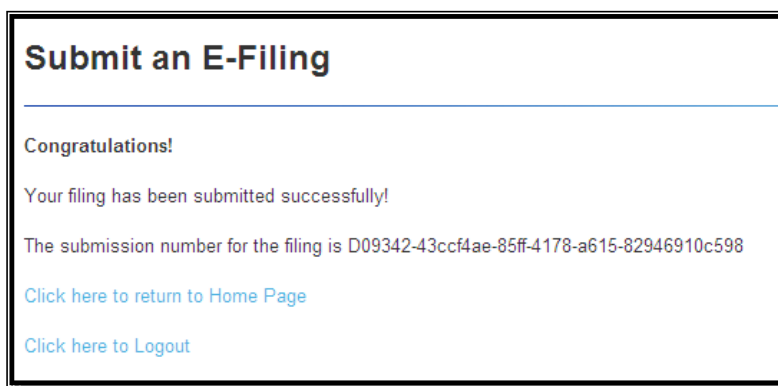 Submit an E-Filing
Congratulations!
Your filing has been submitted successfully!
The submission number for the filing is D09342-43ccf4ae-85ff-4178-a615-82946910c598
Click here to return to Home Page
Click here to Logout